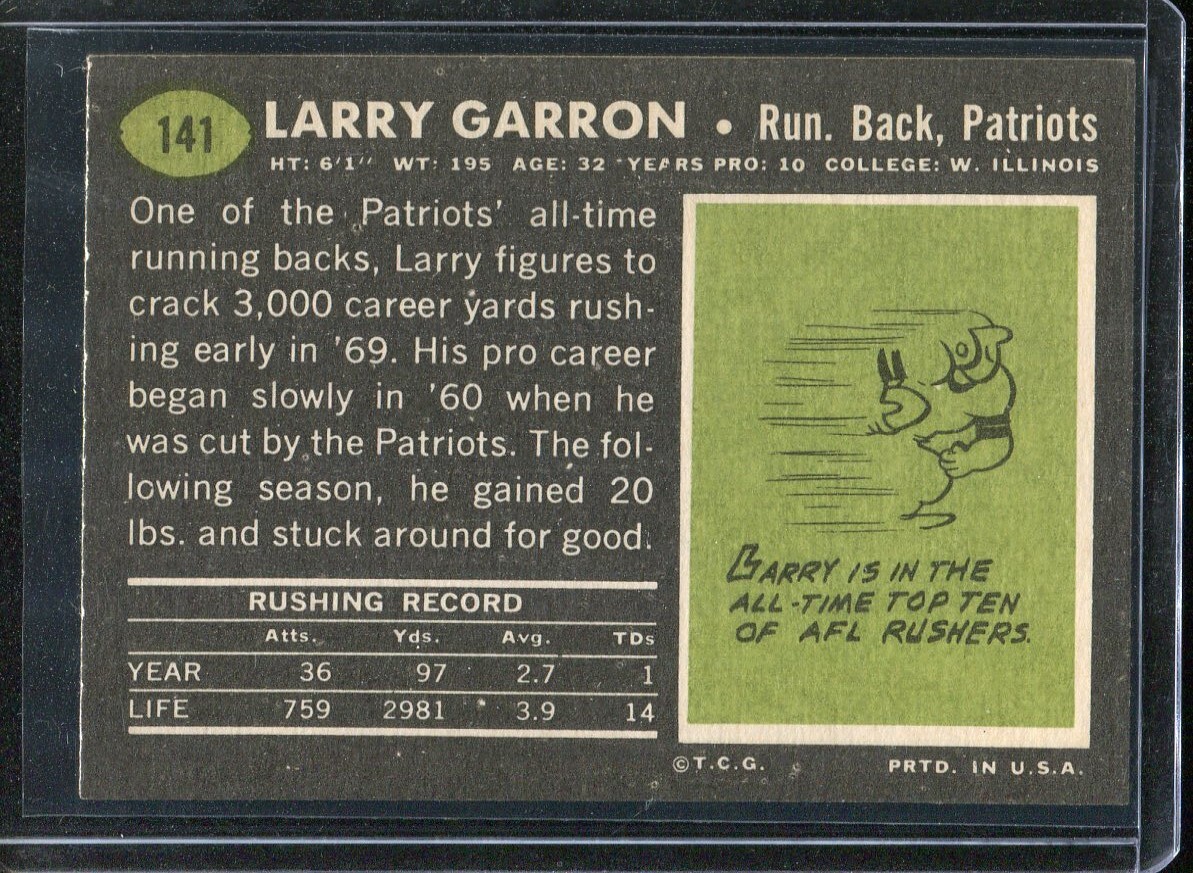 141 LARRY GARRON • Run. Back, Patriots
HT: 6'1" WT: 195 AGE: 32 YEARS PRO: 10 COLLEGE: W. ILLINOIS
One of the Patriots' all-time
running backs, Larry figures to
crack 3,000 career yards rush-
ing early in '69. His pro career
began slowly in '60 when he
was cut by the Patriots. The fol-
lowing season, he gained 20
lbs. and stuck around for good.
RUSHING RECORD
Atts. Yds. Avg. TDs
YEAR 36 97 2.7 1
LIFE 759 2981 3.9 14
GARRY IS IN THE
ALL-TIME TOP TEN
OF AFL RUSHERS.
©T.C.G. PRTD. IN U.S.A.